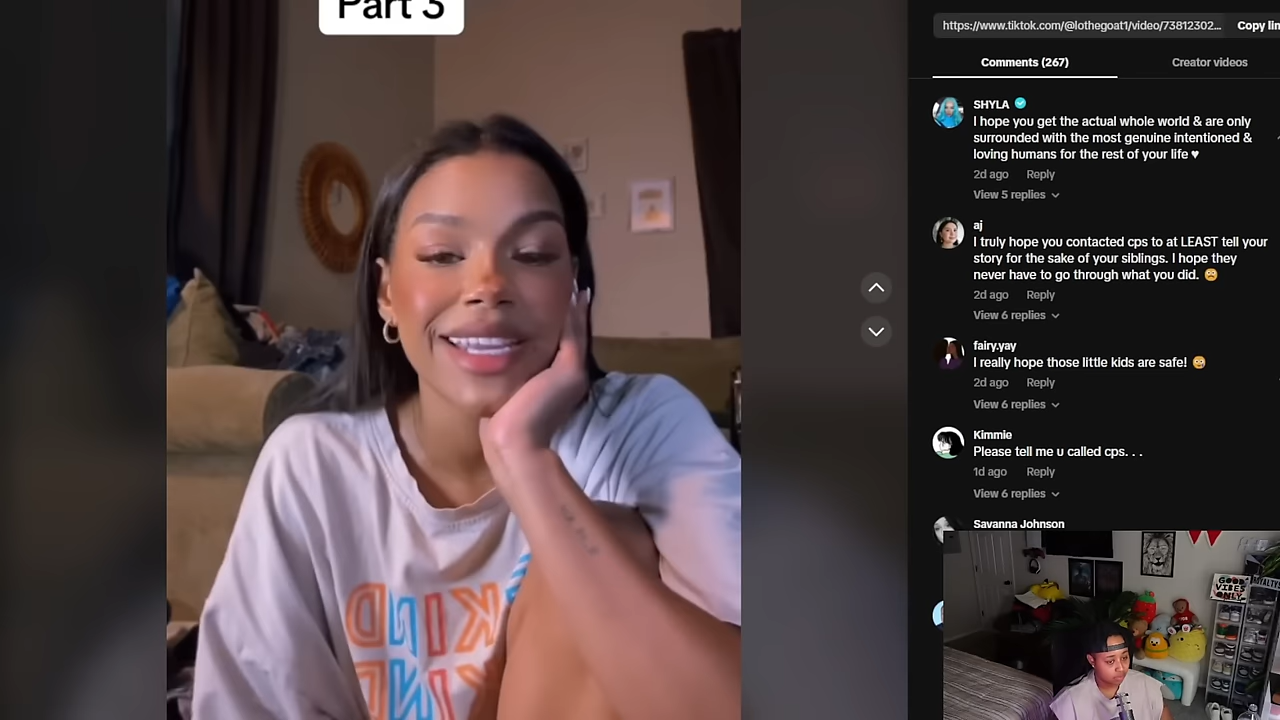 Part 3
https://www.tiktok.com/@lothegoat1/video/73812302...
Copy lin
Comments (267)
Creator videos
SHYLA
I hope you get the actual whole world & are only
surrounded with the most genuine intentioned &
loving humans for the rest of your life ♥
2d ago Reply
View 5 replies
aj
I truly hope you contacted cps to at LEAST tell your
story for the sake of your siblings. I hope they
never have to go through what you did. 😩
2d ago Reply
View 6 replies
fairy.yay
I really hope those little kids are safe! 😳
2d ago Reply
View 6 replies
Kimmie
Please tell me u called cps. . .
1d ago Reply
View 6 replies
Savanna Johnson
KIND
KIND
GOOD
VIBES
ONLY